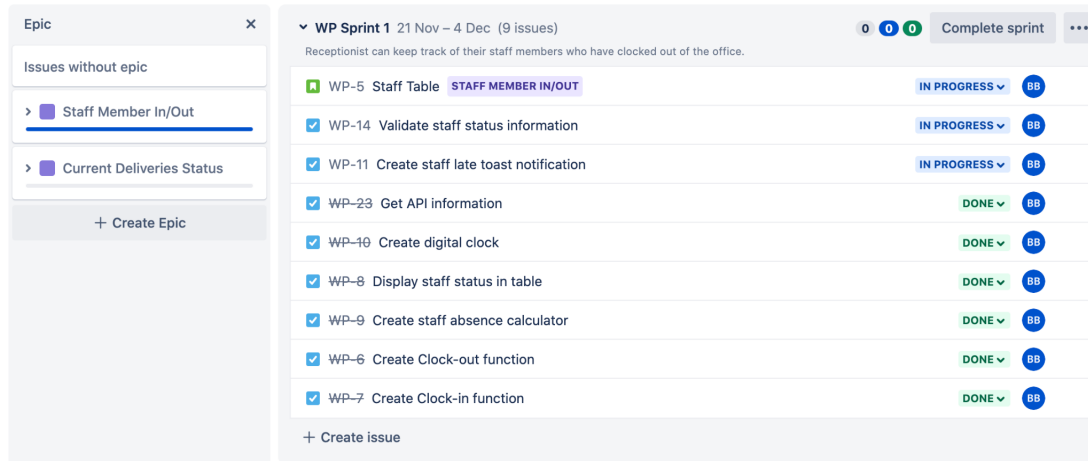 Epic ×
Issues without epic
Staff Member In/Out
Current Deliveries Status
+ Create Epic
WP Sprint 1 21 Nov – 4 Dec (9 issues) 0 0 0 Complete sprint •••
Receptionist can keep track of their staff members who have clocked out of the office.
WP-5 Staff Table STAFF MEMBER IN/OUT IN PROGRESS BB
WP-14 Validate staff status information IN PROGRESS BB
WP-11 Create staff late toast notification IN PROGRESS BB
WP-23 Get API information DONE BB
WP-10 Create digital clock DONE BB
WP-8 Display staff status in table DONE BB
WP-9 Create staff absence calculator DONE BB
WP-6 Create Clock-out function DONE BB
WP-7 Create Clock-in function DONE BB
+ Create issue